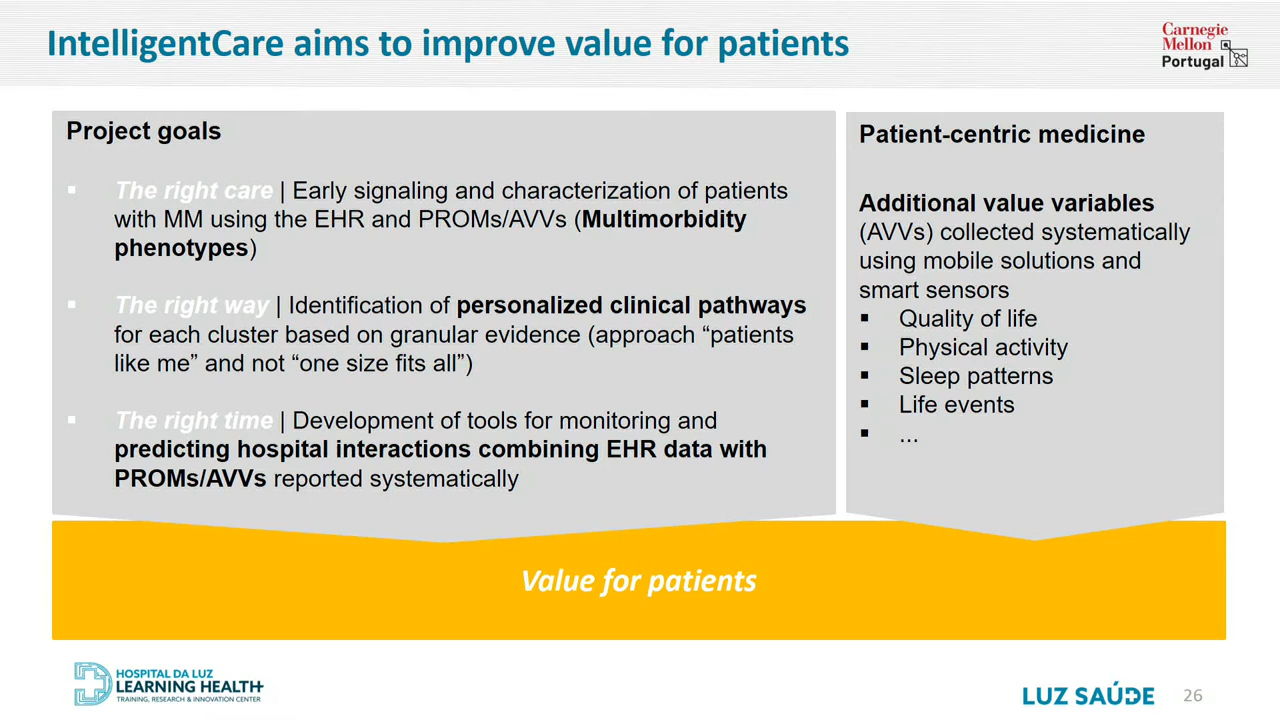 IntelligentCare aims to improve value for patients
Carnegie
Mellon
Portugal
Project goals
▪ The right care | Early signaling and characterization of patients
with MM using the EHR and PROMs/AVVs (Multimorbidity
phenotypes)
▪ The right way | Identification of personalized clinical pathways
for each cluster based on granular evidence (approach “patients
like me” and not “one size fits all”)
▪ The right time | Development of tools for monitoring and
predicting hospital interactions combining EHR data with
PROMs/AVVs reported systematically
Patient-centric medicine
Additional value variables
(AVVs) collected systematically
using mobile solutions and
smart sensors
▪ Quality of life
▪ Physical activity
▪ Sleep patterns
▪ Life events
▪ ...
Value for patients
HOSPITAL DA LUZ
LEARNING HEALTH
TRAINING, RESEARCH & INNOVATION CENTER
LUZ SAÚDE
26